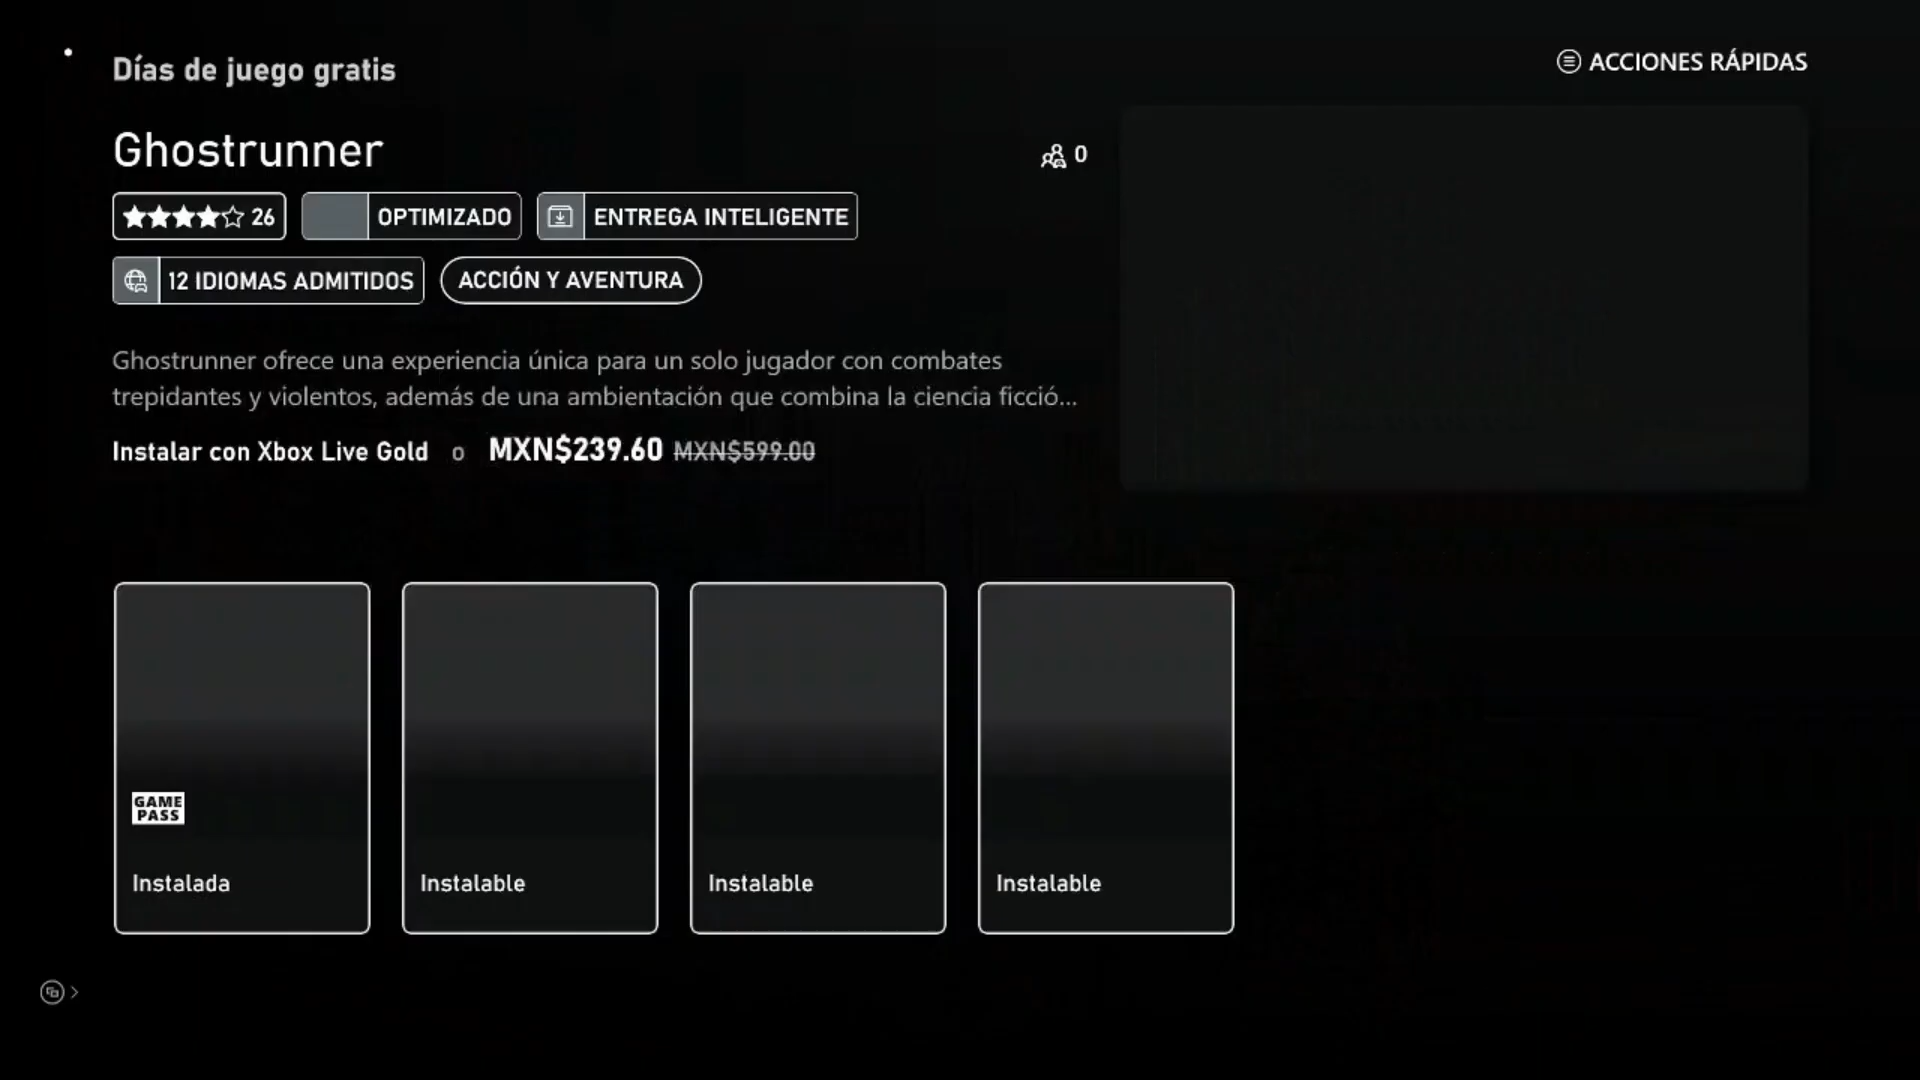 Días de juego gratis
ACCIONES RÁPIDAS
Ghostrunner
0
26
OPTIMIZADO
ENTREGA INTELIGENTE
12 IDIOMAS ADMITIDOS
ACCIÓN Y AVENTURA
Ghostrunner ofrece una experiencia única para un solo jugador con combates
trepidantes y violentos, además de una ambientación que combina la ciencia ficció...
Instalar con Xbox Live Gold o MXN$239.60 MXN$599.00
GAME
PASS
Instalada
Instalable
Instalable
Instalable